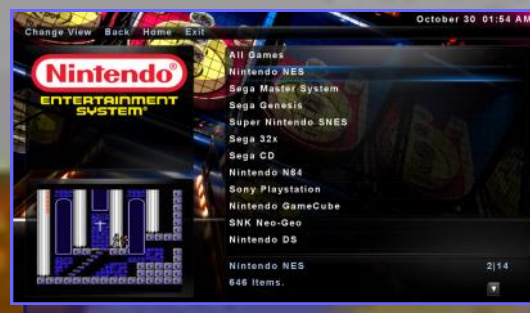 October 30 01:54 AM
Change View Back Home Exit
Nintendo®
ENTERTAINMENT
SYSTEM®
All Games
Nintendo NES
Sega Master System
Sega Genesis
Super Nintendo SNES
Sega 32x
Sega CD
Nintendo N64
Sony Playstation
Nintendo GameCube
SNK Neo-Geo
Nintendo DS
Nintendo NES 2|14
646 Items.